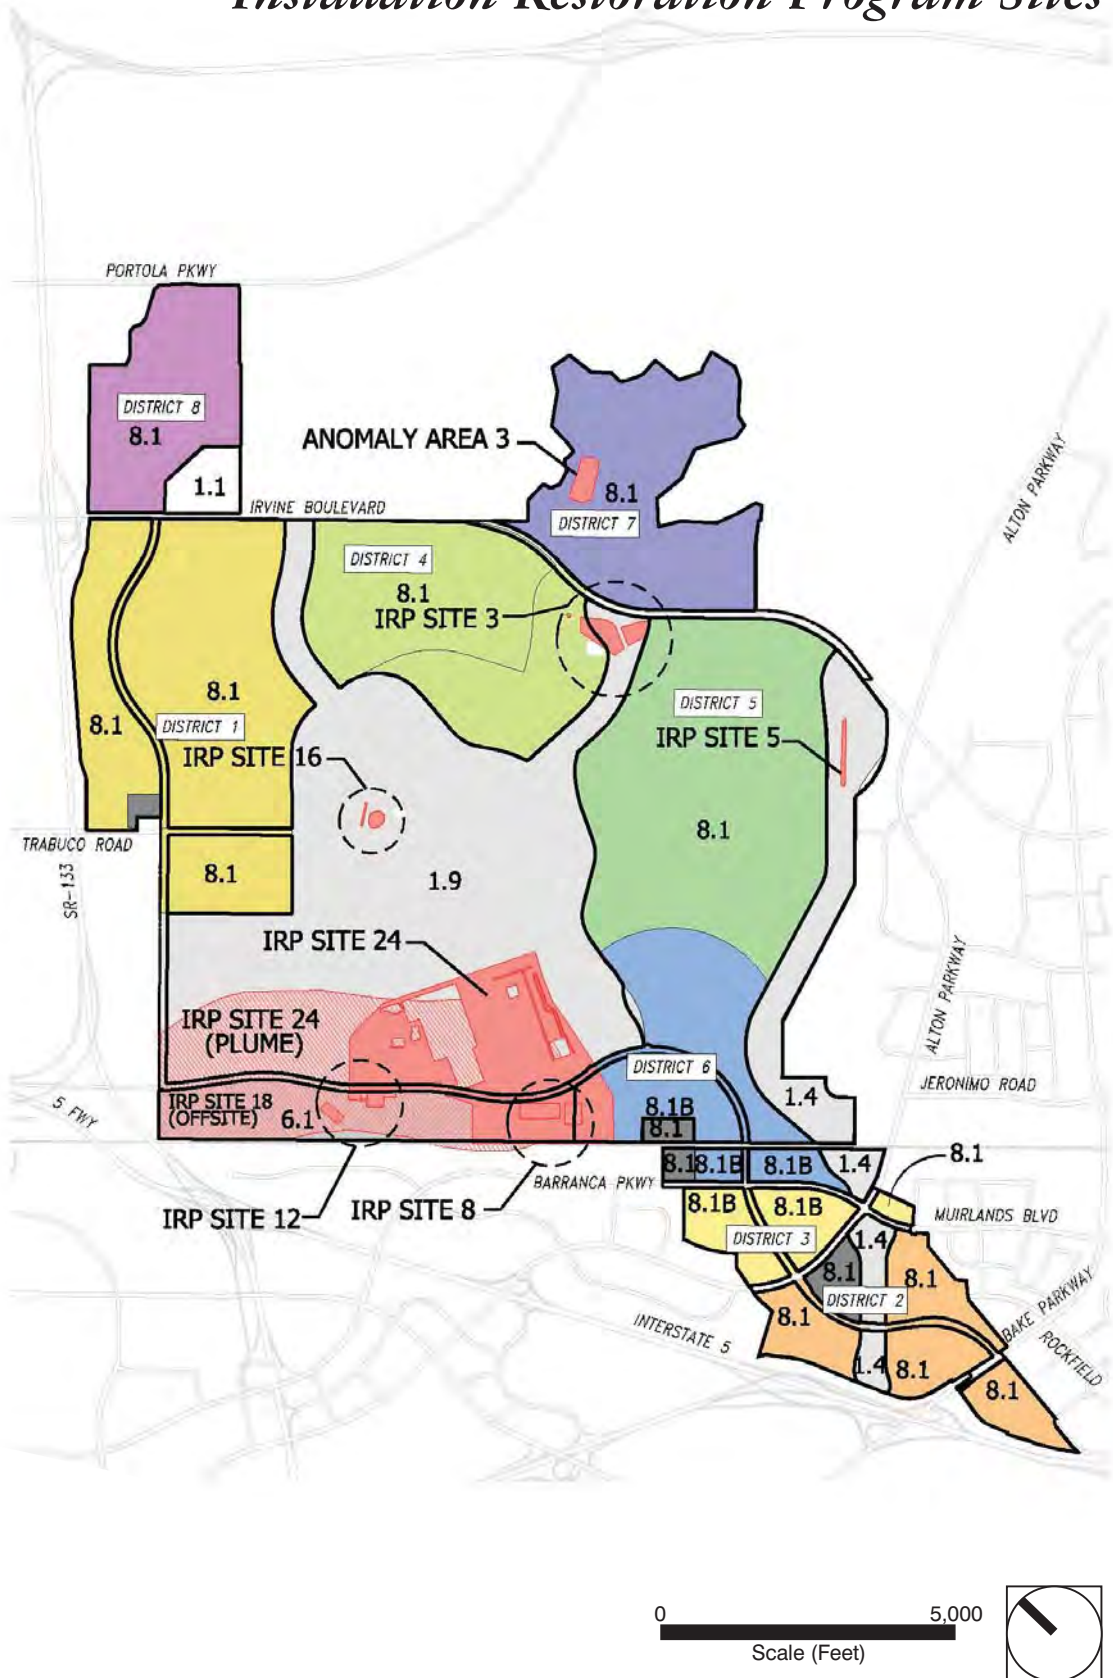 Installation Restoration Program Sites
PORTOLA PKWY
DISTRICT 8
8.1
1.1
ANOMALY AREA 3
8.1
DISTRICT 7
IRVINE BOULEVARD
ALTON PARKWAY
DISTRICT 4
8.1
IRP SITE 3
8.1
8.1
DISTRICT 1
DISTRICT 5
IRP SITE 5
IRP SITE 16
8.1
TRABUCO ROAD
SR-133
8.1
1.9
IRP SITE 24
ALTON PARKWAY
IRP SITE 24
(PLUME)
DISTRICT 6
JERONIMO ROAD
5 FWY
IRP SITE 18
(OFFSITE)
6.1
8.1B
8.1
1.4
8.1
8.1B
8.1B
1.4
8.1
BARRANCA PKWY
IRP SITE 12
IRP SITE 8
8.1B
8.1B
MUIRLANDS BLVD
DISTRICT 3
1.4
8.1
8.1
DISTRICT 2
8.1
BAKE PARKWAY
INTERSTATE 5
ROCKFIELD
1.4
8.1
8.1
0
5,000
Scale (Feet)